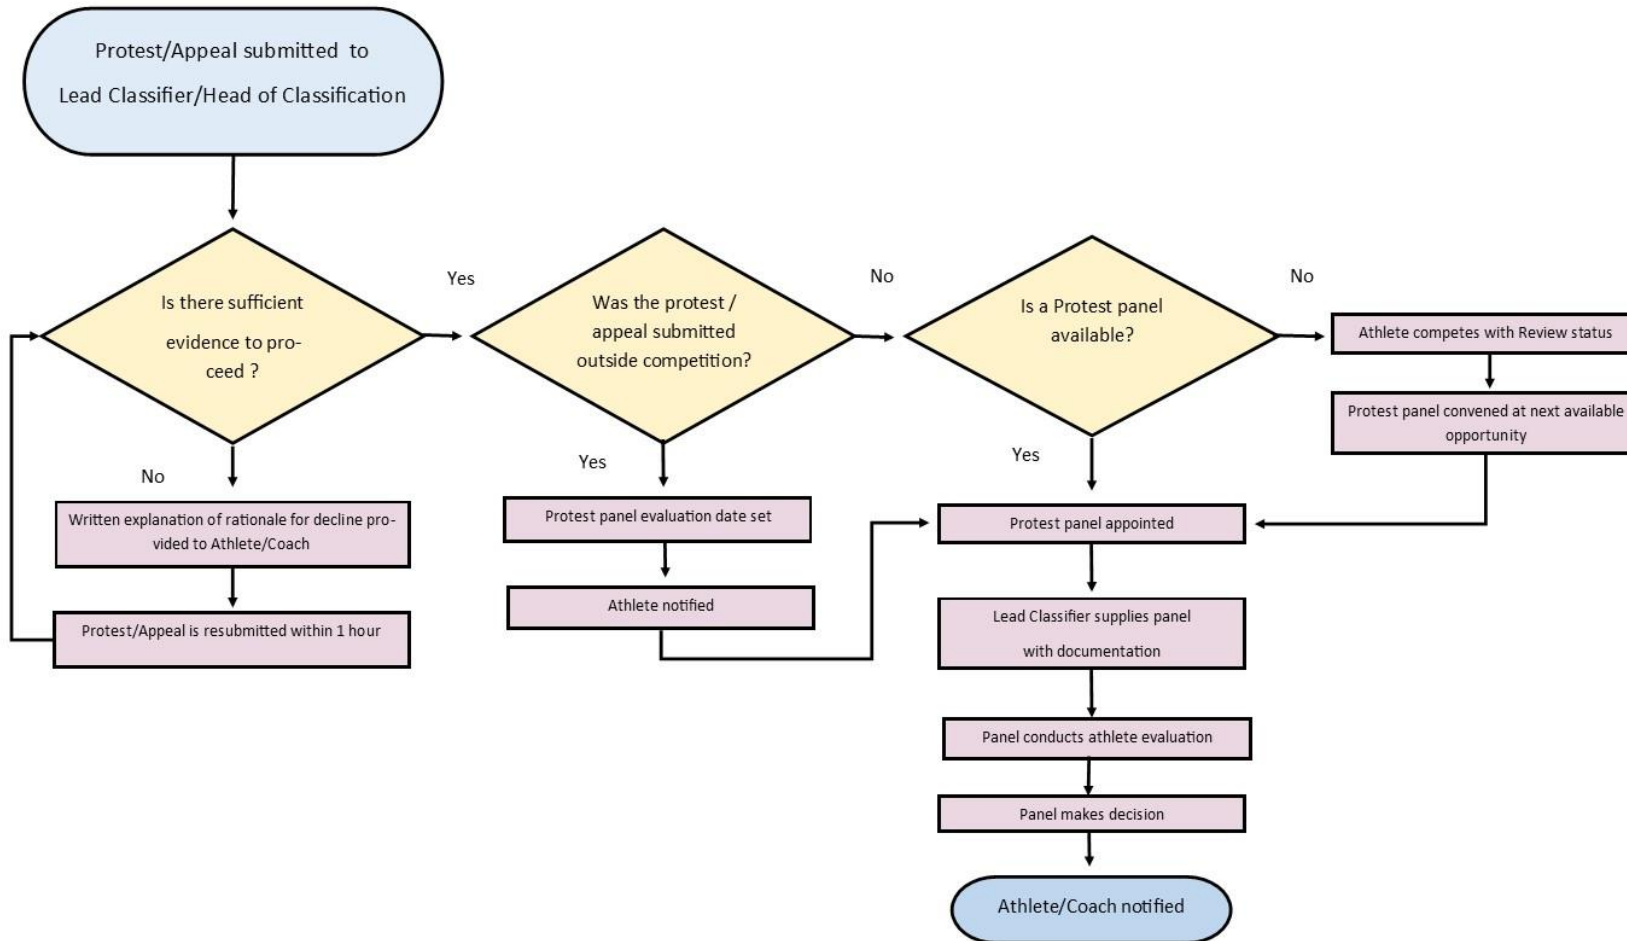 Protest/Appeal submitted to
Lead Classifier/Head of Classification
Is there sufficient
evidence to pro-
ceed ?
Yes
Was the protest /
appeal submitted
outside competition?
No
Is a Protest panel
available?
No
Athlete competes with Review status
Protest panel convened at next available
opportunity
No
Written explanation of rationale for decline pro-
vided to Athlete/Coach
Protest/Appeal is resubmitted within 1 hour
Yes
Protest panel evaluation date set
Athlete notified
Yes
Protest panel appointed
Lead Classifier supplies panel
with documentation
Panel conducts athlete evaluation
Panel makes decision
Athlete/Coach notified